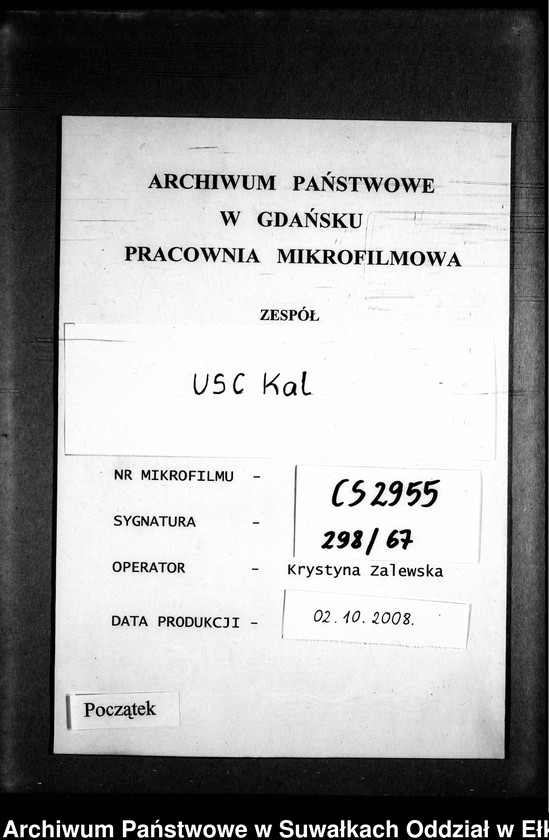 ARCHIWUM PAŃSTWOWE
W GDAŃSKU
PRACOWNIA MIKROFILMOWA
ZESPÓŁ
USC Kal
NR MIKROFILMU - CS2955
SYGNATURA - 298/67
OPERATOR - Krystyna Zalewska
DATA PRODUKCJI - 02.10.2008.
Początek
Archiwum Państwowe w Suwałkach Oddział w Ełk